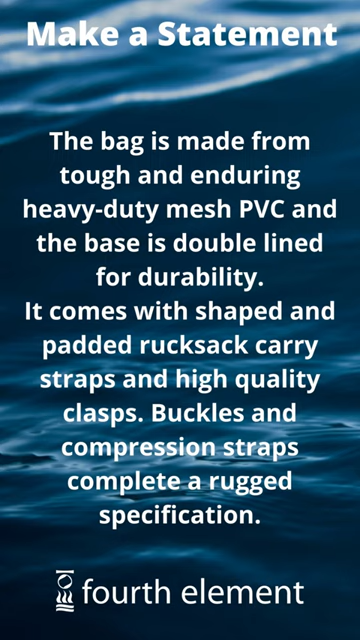 Make a Statement
The bag is made from
tough and enduring
heavy-duty mesh PVC and
the base is double lined
for durability.
It comes with shaped and
padded rucksack carry
straps and high quality
clasps. Buckles and
compression straps
complete a rugged
specification.
fourth element